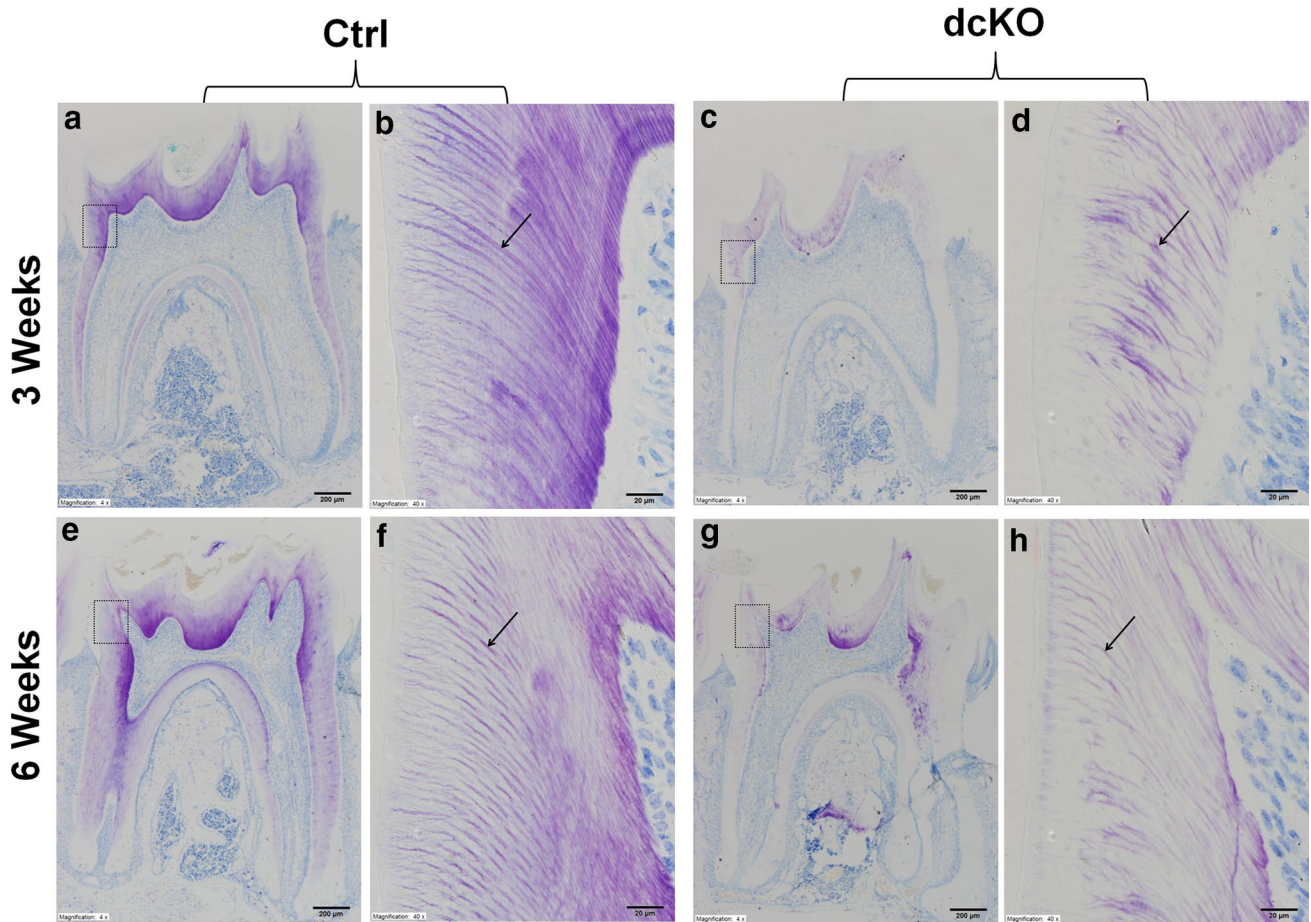 Ctrl
dcKO
3 Weeks
a
b
c
d
Magnification: 4 x
200 µm
Magnification: 40 x
20 µm
Magnification: 4 x
200 µm
Magnification: 40 x
20 µm
6 Weeks
e
f
g
h
Magnification: 4 x
200 µm
Magnification: 40 x
20 µm
Magnification: 4 x
200 µm
Magnification: 40 x
20 µm